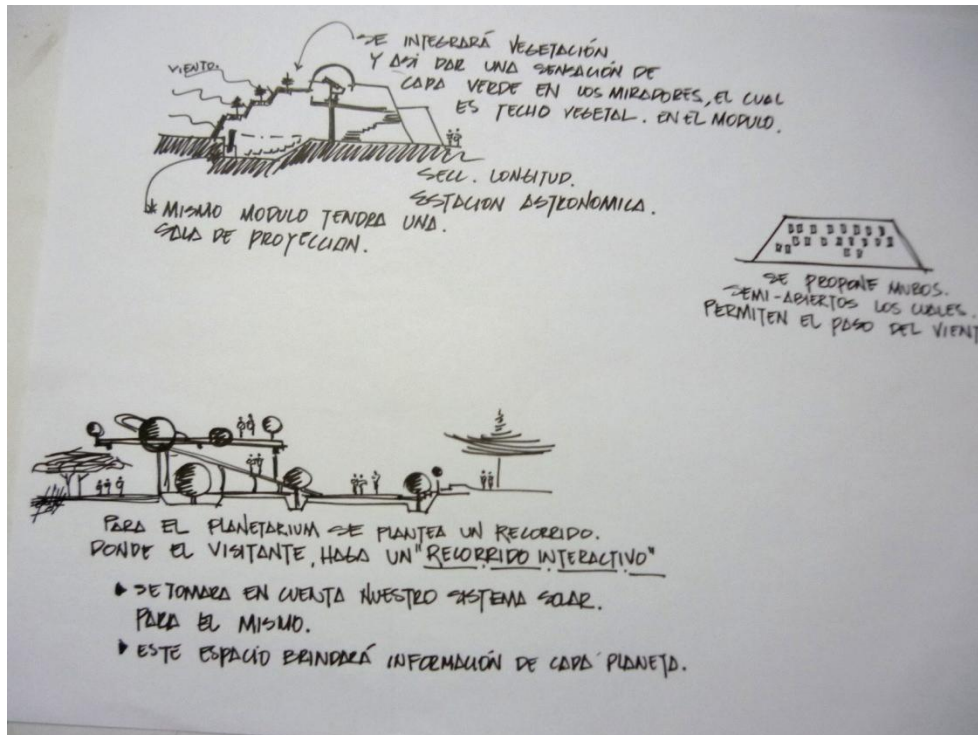 SE INTEGRARÁ VEGETACIÓN
Y ASI DAR UNA SENSACIÓN DE
CAPA VERDE EN LOS MIRADORES, EL CUAL
ES TECHO VEGETAL. EN EL MODULO.
VIENTO.
SECC. LONGITUD.
ESTACION ASTRONOMICA.
* MISMO MODULO TENDRA UNA.
SALA DE PROYECCION.
SE PROPONE MUROS.
SEMI-ABIERTOS LOS CUALES.
PERMITEN EL PASO DEL VIENT
PARA EL PLANETARIUM SE PLANTEA UN RECORRIDO.
DONDE EL VISITANTE, HAGA UN "RECORRIDO INTERACTIVO"
▶ SE TOMARA EN CUENTA NUESTRO SISTEMA SOLAR.
PARA EL MISMO.
▶ ESTE ESPACIO BRINDARÁ INFORMACIÓN DE CADA PLANETA.